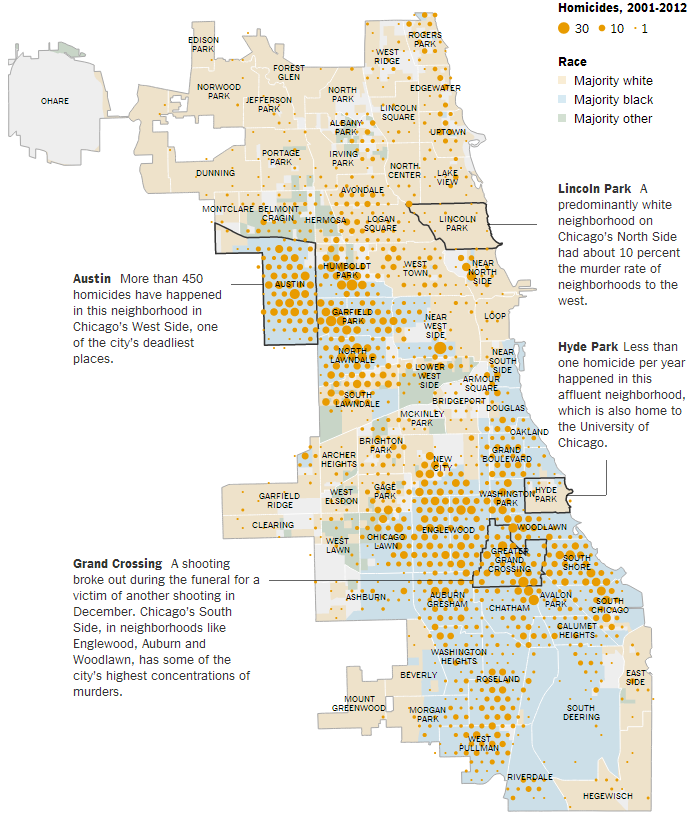 Homicides, 2001-2012
30 10 1
Race
Majority white
Majority black
Majority other
EDISON
PARK
ROGERS
PARK
WEST
RIDGE
FOREST
GLEN
OHARE
NORWOOD
PARK
JEFFERSON
PARK
NORTH
PARK
EDGEWATER
LINCOLN
SQUARE
ALBANY
PARK
UPTOWN
PORTAGE
PARK
IRVING
PARK
DUNNING
NORTH
CENTER
LAKE
VIEW
AVONDALE
MONTCLARE
BELMONT
CRAGIN
HERMOSA
LOGAN
SQUARE
LINCOLN
PARK
Lincoln Park A
predominantly white
neighborhood on
Chicago's North Side
had about 10 percent
the murder rate of
neighborhoods to the
west.
Austin More than 450
homicides have happened
in this neighborhood in
Chicago's West Side, one
of the city's deadliest
places.
AUSTIN
HUMBOLDT
PARK
WEST
TOWN
NEAR
NORTH
SIDE
GARFIELD
PARK
NEAR
WEST
SIDE
LOOP
NORTH
LAWNDALE
LOWER
WEST
SIDE
NEAR
SOUTH
SIDE
ARMOUR
SQUARE
SOUTH
LAWNDALE
BRIDGEPORT
DOUGLAS
MCKINLEY
PARK
OAKLAND
Hyde Park Less than
one homicide per year
happened in this
affluent neighborhood,
which is also home to
the University of
Chicago.
BRIGHTON
PARK
ARCHER
HEIGHTS
NEW
CITY
GRAND
BOULEVARD
GARFIELD
RIDGE
WEST
ELSDON
GAGE
PARK
WASHINGTON
PARK
HYDE
PARK
CLEARING
WEST
LAWN
CHICAGO
LAWN
ENGLEWOOD
WOODLAWN
GREATER
GRAND
CROSSING
SOUTH
SHORE
Grand Crossing A shooting
broke out during the funeral for a
victim of another shooting in
December. Chicago's South
Side, in neighborhoods like
Englewood, Auburn and
Woodlawn, has some of the
city's highest concentrations of
murders.
ASHBURN
AUBURN
GRESHAM
CHATHAM
AVALON
PARK
SOUTH
CHICAGO
CALUMET
HEIGHTS
WASHINGTON
HEIGHTS
BEVERLY
ROSELAND
EAST
SIDE
MOUNT
GREENWOOD
MORGAN
PARK
SOUTH
DEERING
WEST
PULLMAN
RIVERDALE
HEGEWISCH